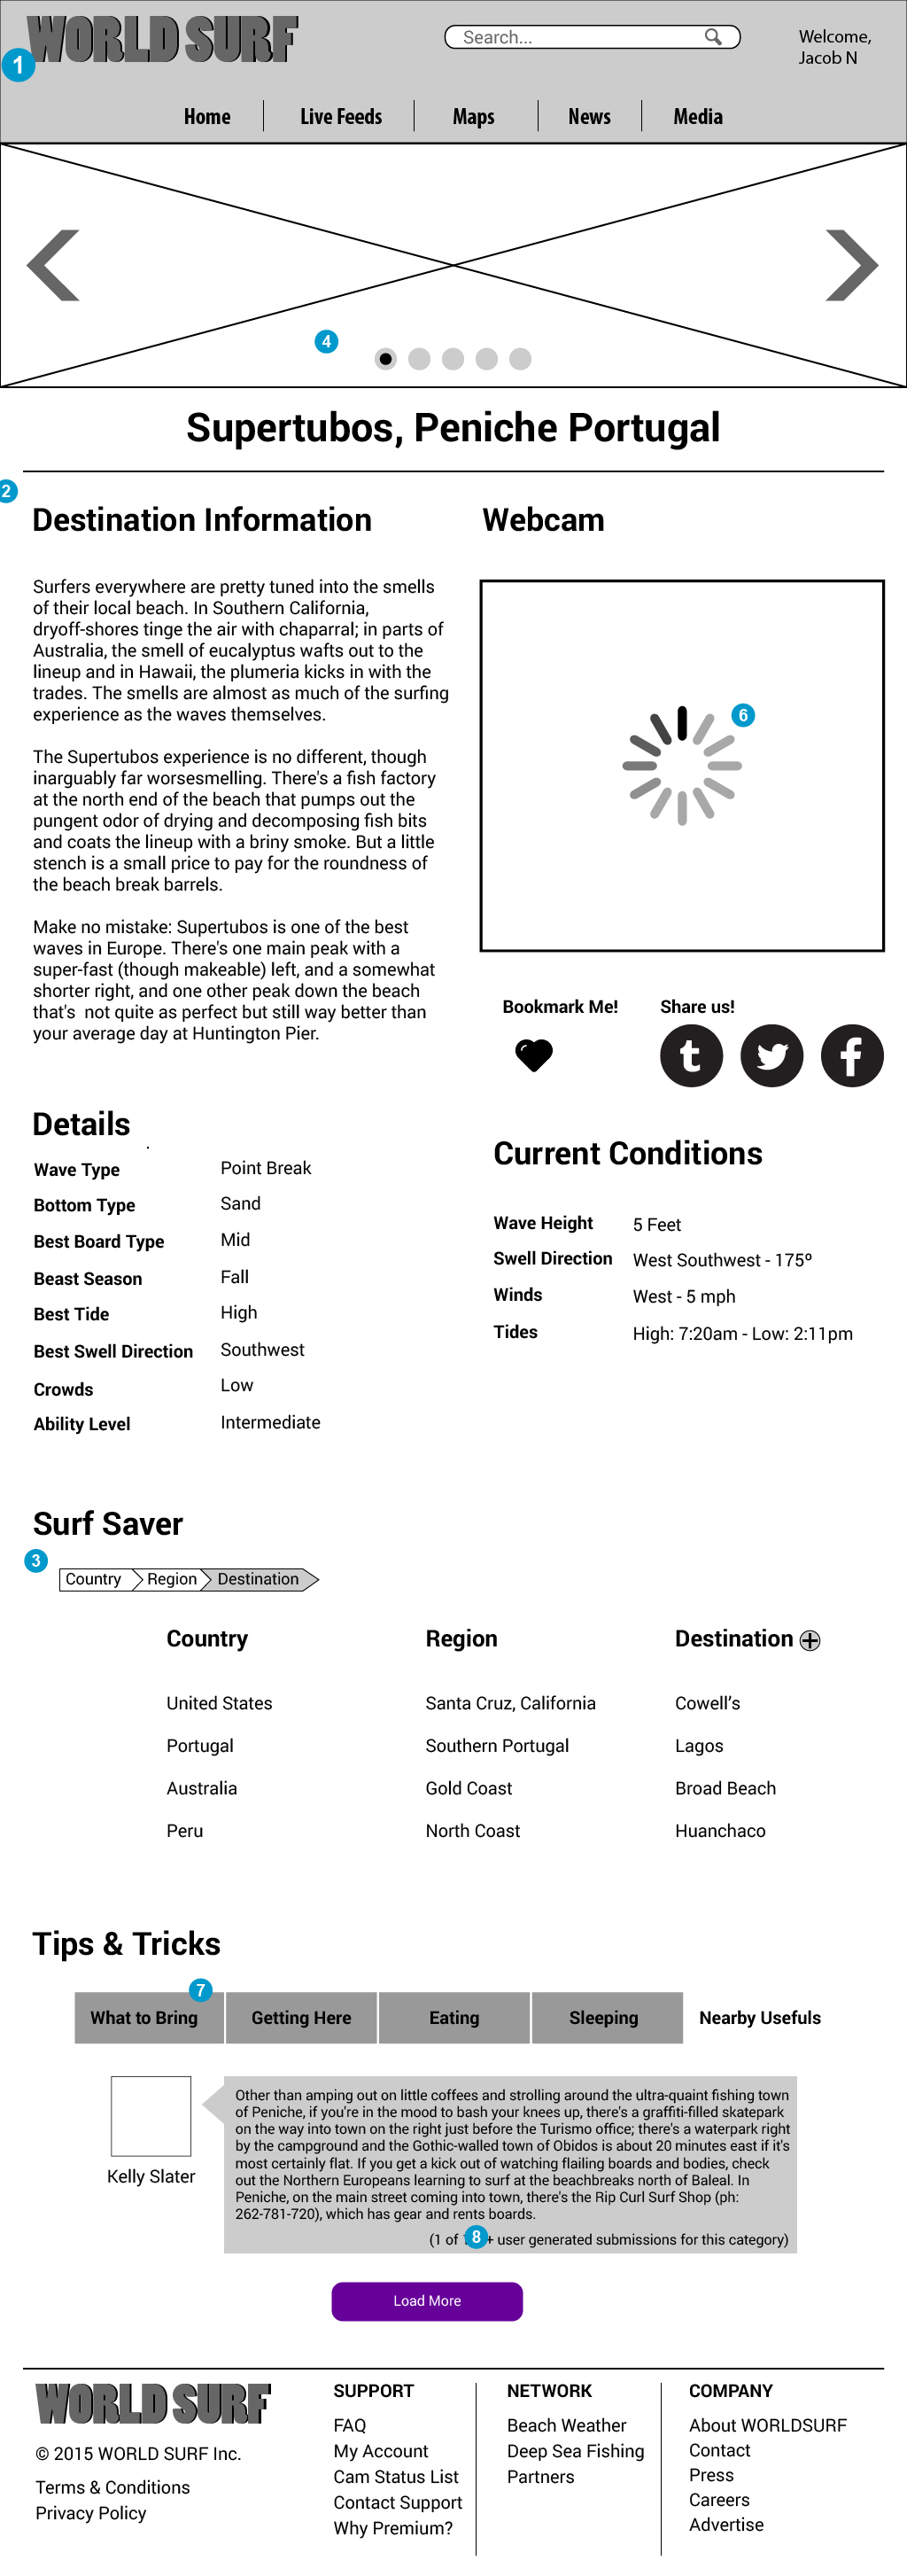 WORLD SURF
Search...
Welcome,
Jacob N
1
Home
Live Feeds
Maps
News
Media
4
Supertubos, Peniche Portugal
2
Destination Information
Surfers everywhere are pretty tuned into the smells
of their local beach. In Southern California,
dryoff-shores tinge the air with chaparral; in parts of
Australia, the smell of eucalyptus wafts out to the
lineup and in Hawaii, the plumeria kicks in with the
trades. The smells are almost as much of the surfing
experience as the waves themselves.
The Supertubos experience is no different, though
inarguably far worsesmelling. There's a fish factory
at the north end of the beach that pumps out the
pungent odor of drying and decomposing fish bits
and coats the lineup with a briny smoke. But a little
stench is a small price to pay for the roundness of
the beach break barrels.
Make no mistake: Supertubos is one of the best
waves in Europe. There's one main peak with a
super-fast (though makeable) left, and a somewhat
shorter right, and one other peak down the beach
that's  not quite as perfect but still way better than
your average day at Huntington Pier.
Webcam
6
Bookmark Me!
Share us!
Details
Wave Type Point Break
Bottom Type Sand
Best Board Type Mid
Beast Season Fall
Best Tide High
Best Swell Direction Southwest
Crowds Low
Ability Level Intermediate
Current Conditions
Wave Height 5 Feet
Swell Direction West Southwest - 175º
Winds West - 5 mph
Tides High: 7:20am - Low: 2:11pm
Surf Saver
3
Country Region Destination
Country Region Destination
United States Santa Cruz, California Cowell’s
Portugal Southern Portugal Lagos
Australia Gold Coast Broad Beach
Peru North Coast Huanchaco
Tips & Tricks
7
What to Bring
Getting Here
Eating
Sleeping
Nearby Usefuls
Kelly Slater
Other than amping out on little coffees and strolling around the ultra-quaint fishing town
of Peniche, if you're in the mood to bash your knees up, there's a graffiti-filled skatepark
on the way into town on the right just before the Turismo office; there's a waterpark right
by the campground and the Gothic-walled town of Obidos is about 20 minutes east if it's
most certainly flat. If you get a kick out of watching flailing boards and bodies, check
out the Northern Europeans learning to surf at the beachbreaks north of Baleal. In
Peniche, on the main street coming into town, there's the Rip Curl Surf Shop (ph:
262-781-720), which has gear and rents boards.
(1 of + user generated submissions for this category)
8
Load More
WORLD SURF
© 2015 WORLD SURF Inc.
Terms & Conditions
Privacy Policy
SUPPORT
FAQ
My Account
Cam Status List
Contact Support
Why Premium?
NETWORK
Beach Weather
Deep Sea Fishing
Partners
COMPANY
About WORLDSURF
Contact
Press
Careers
Advertise